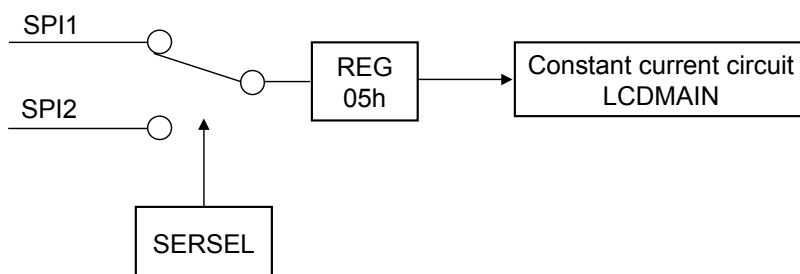 SPI1
SPI2
REG
05h
Constant current circuit
LCDMAIN
SERSEL